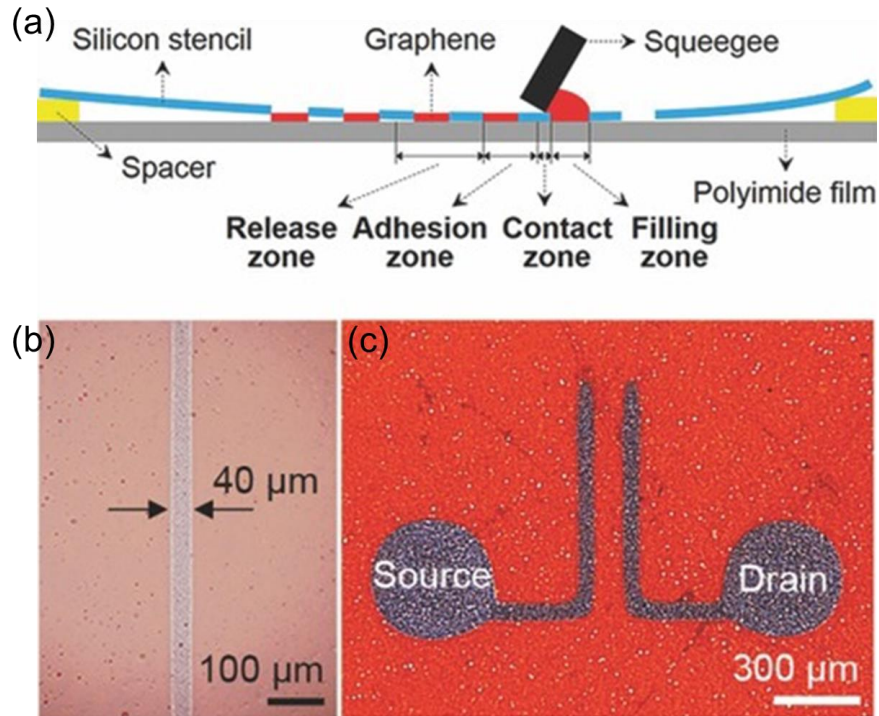 (a)
Silicon stencil
Graphene
Squeegee
Spacer
Polyimide film
Release zone
Adhesion zone
Contact zone
Filling zone
(b)
40 μm
100 μm
(c)
Source
Drain
300 μm